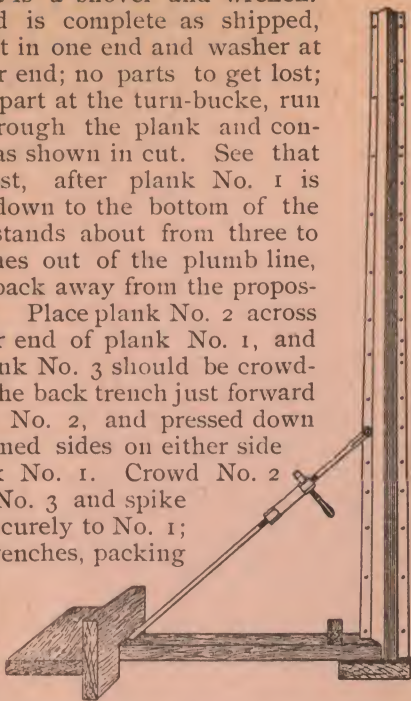 is a shovel and wrench.
d is complete as shipped,
t in one end and washer at
r end; no parts to get lost;
part at the turn-bucke, run
rough the plank and con-
as shown in cut. See that
st, after plank No. 1 is
down to the bottom of the
stands about from three to
nes out of the plumb line,
back away from the propos-
Place plank No. 2 across
r end of plank No. 1, and
nk No. 3 should be crowd-
he back trench just forward
No. 2, and pressed down
ned sides on either side
k No. 1. Crowd No. 2
No. 3 and spike
curely to No. 1;
enches, packing